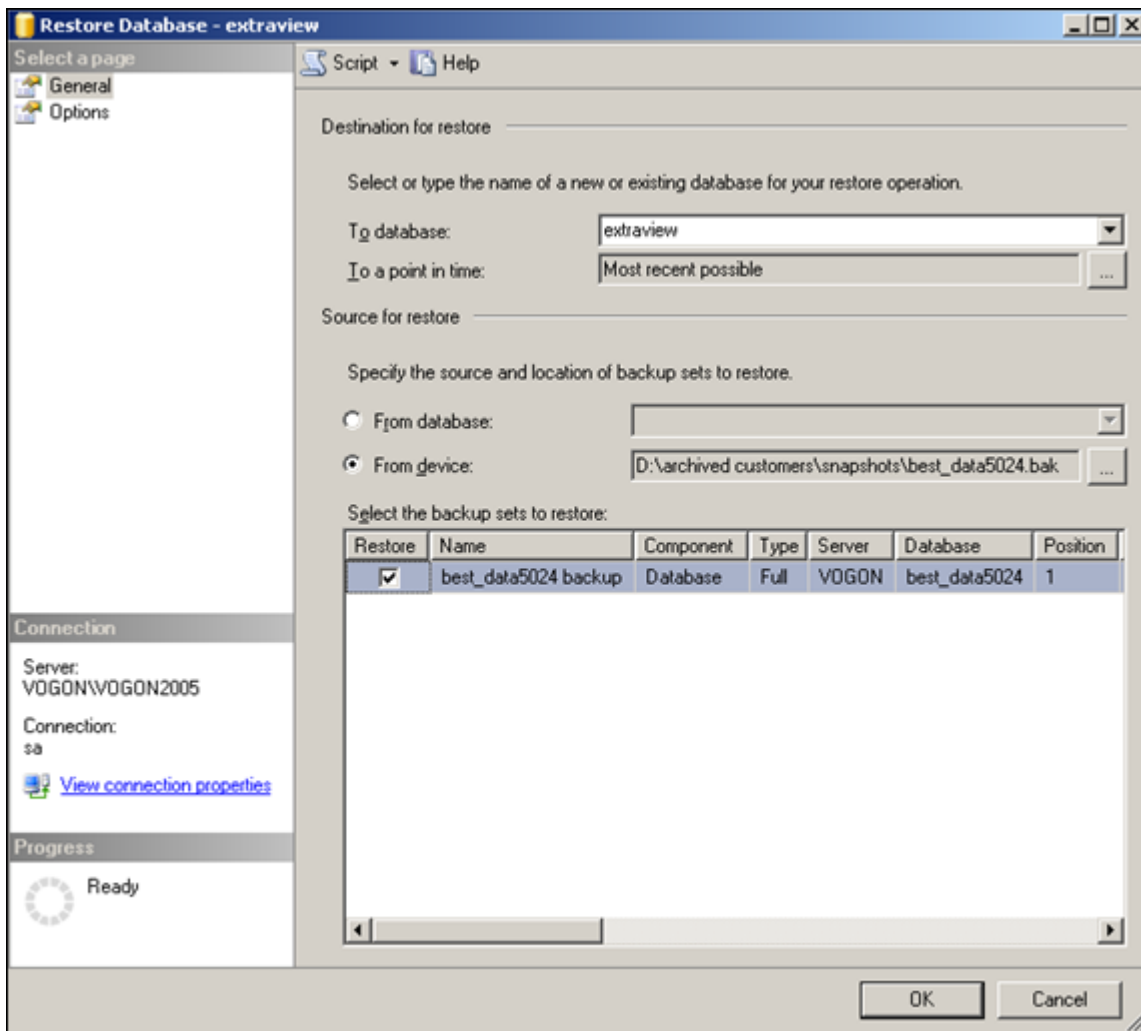 Restore Database - extraview
Select a page
General
Options
Script Help
Destination for restore
Select or type the name of a new or existing database for your restore operation.
To database: extraview
To a point in time: Most recent possible ...
Source for restore
Specify the source and location of backup sets to restore.
From database:
From device: D:\archived customers\snapshots\best_data5024.bak ...
Select the backup sets to restore:
Restore Name Component Type Server Database Position
best_data5024 backup Database Full VOGON best_data5024 1
Connection
Server:
VOGON\VOGON2005
Connection:
sa
View connection properties
Progress
Ready
OK Cancel